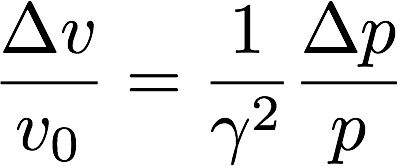 Δv/v₀ = 1/γ² Δp/p